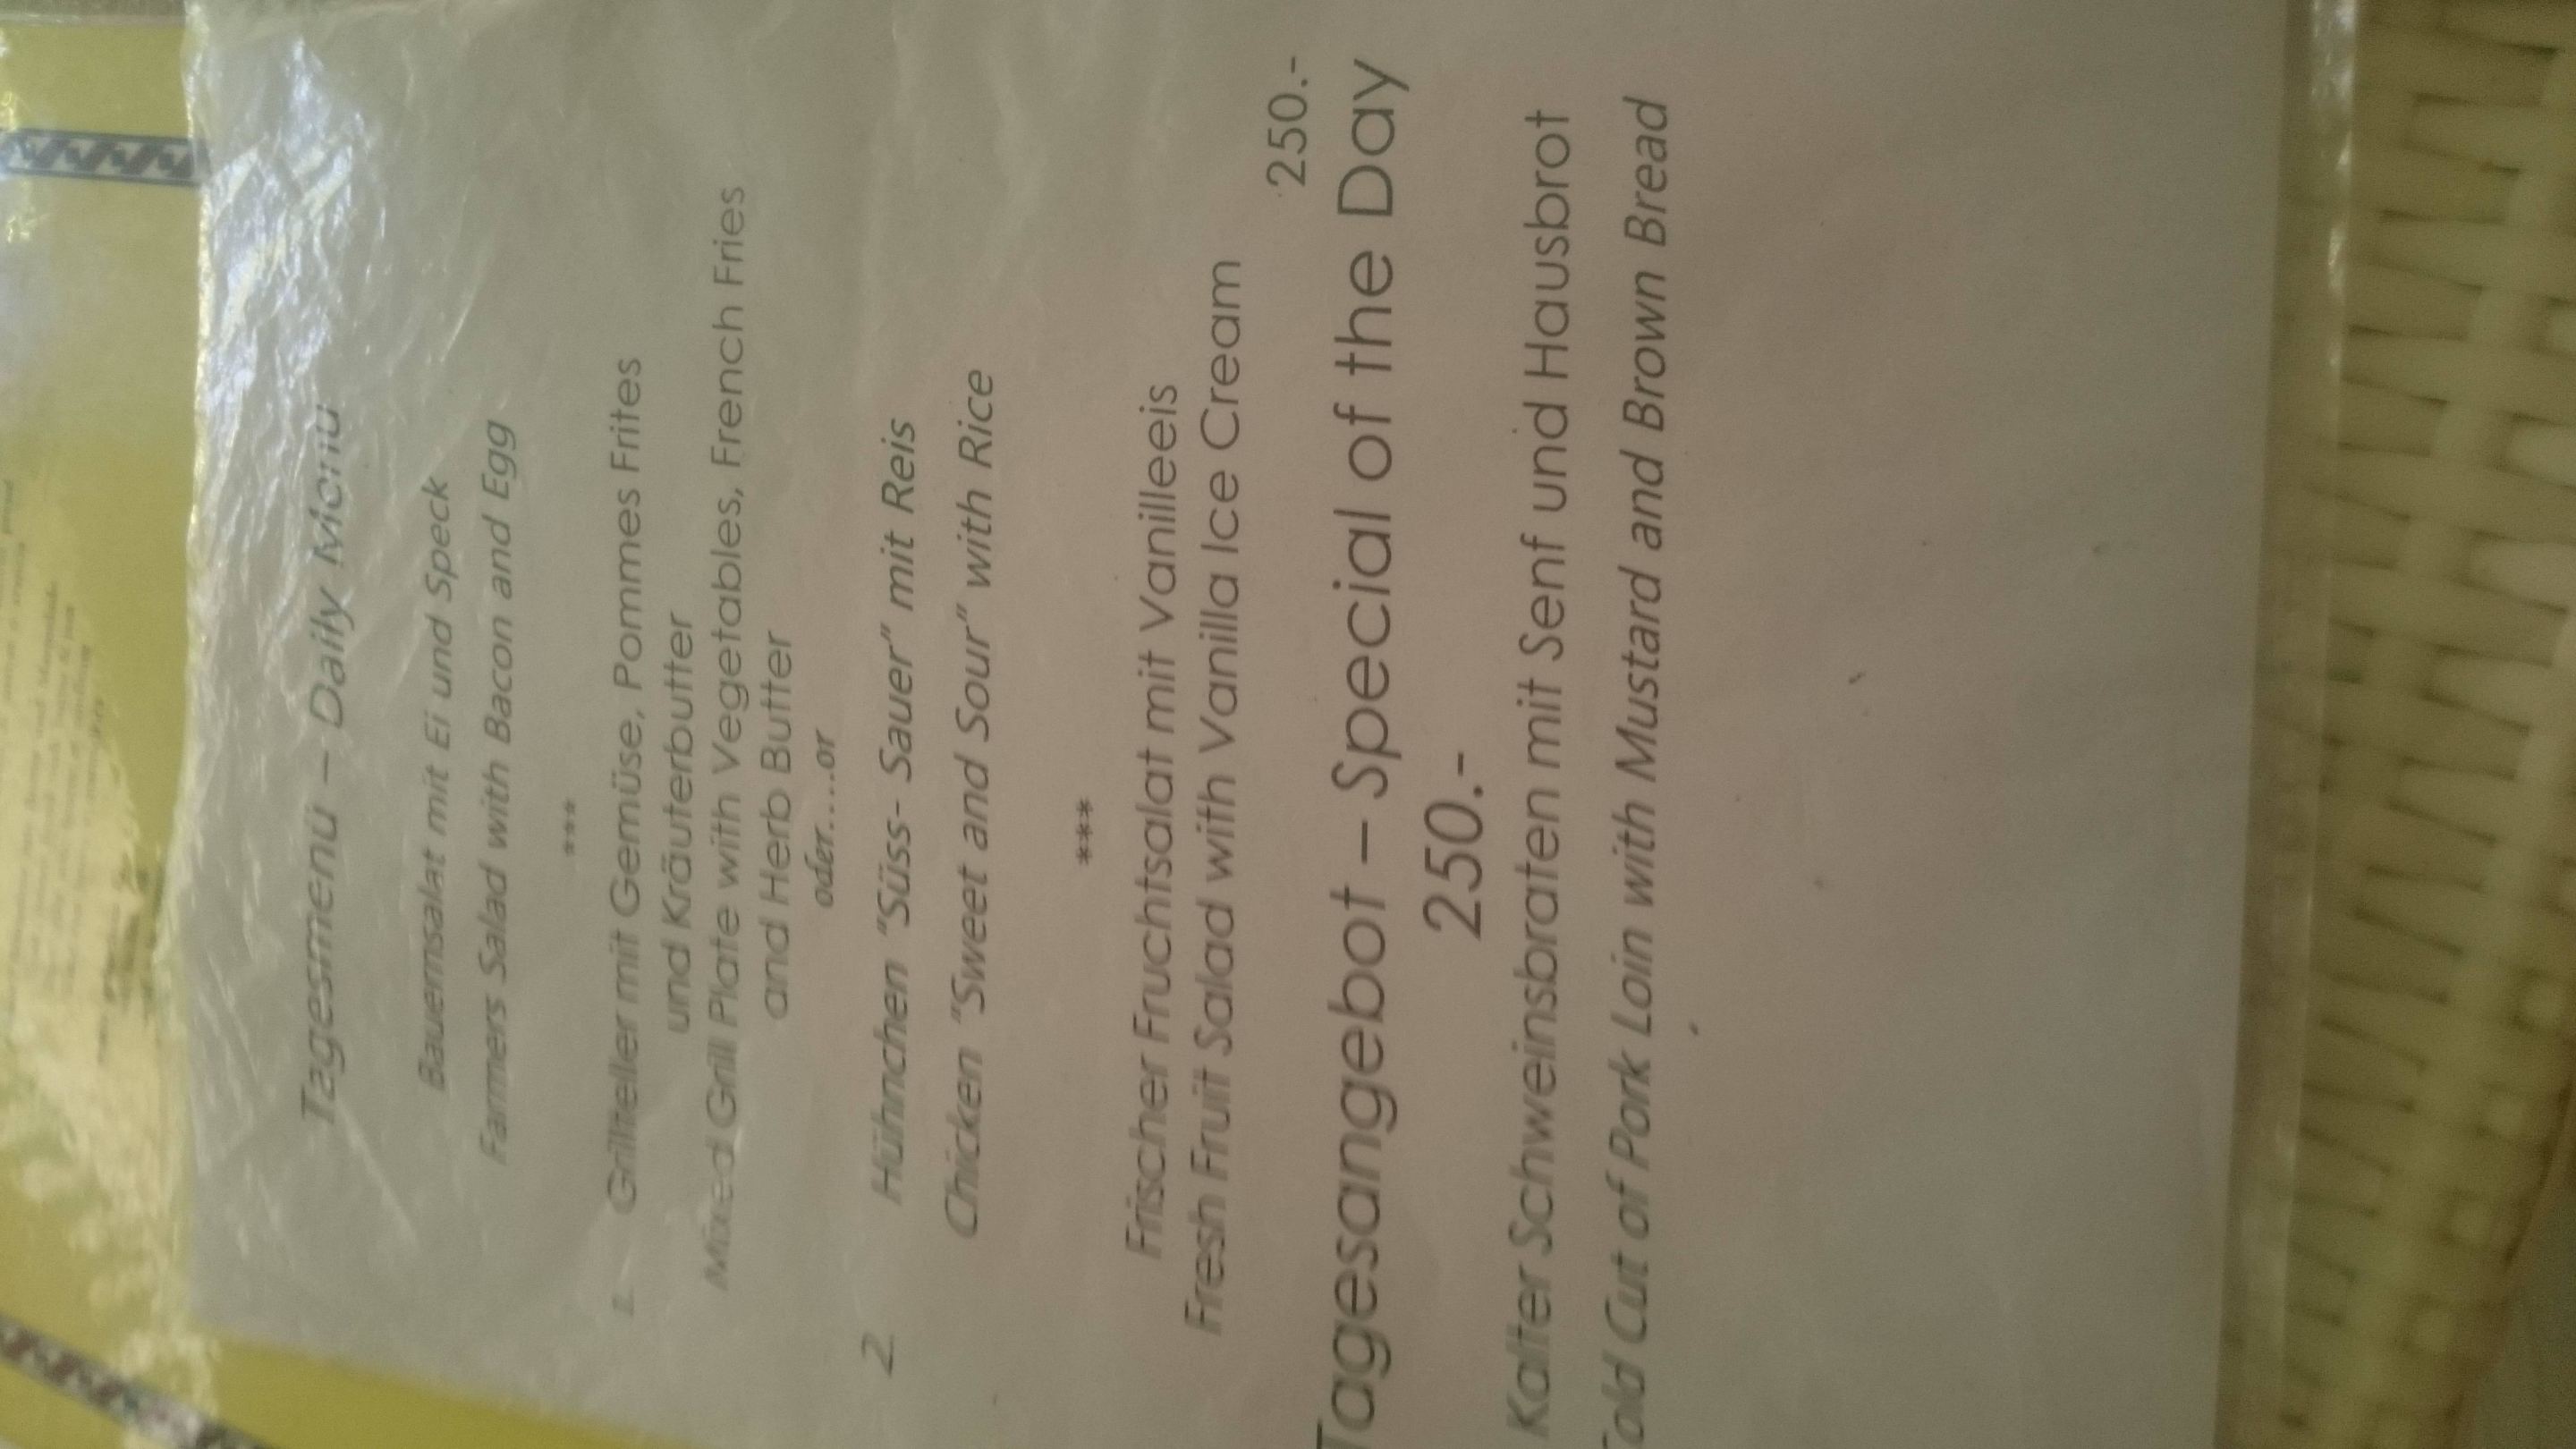 Tagesmenu – Daily Menu
Bauernsalat mit Ei und Speck
Farmers Salad with Bacon and Egg
***
1. Grillteller mit Gemüse, Pommes Frites
und Kräuterbutter
Mixed Grill Plate with Vegetables, French Fries
and Herb Butter
oder....or
2. Hühnchen "Süss- Sauer" mit Reis
Chicken "Sweet and Sour" with Rice
***
Frischer Fruchtsalat mit Vanilleeis
Fresh Fruit Salad with Vanilla Ice Cream
250.-
Tagesangebot – Special of the Day
250.-
Kalter Schweinsbraten mit Senf und Hausbrot
Cold Cut of Pork Loin with Mustard and Brown Bread